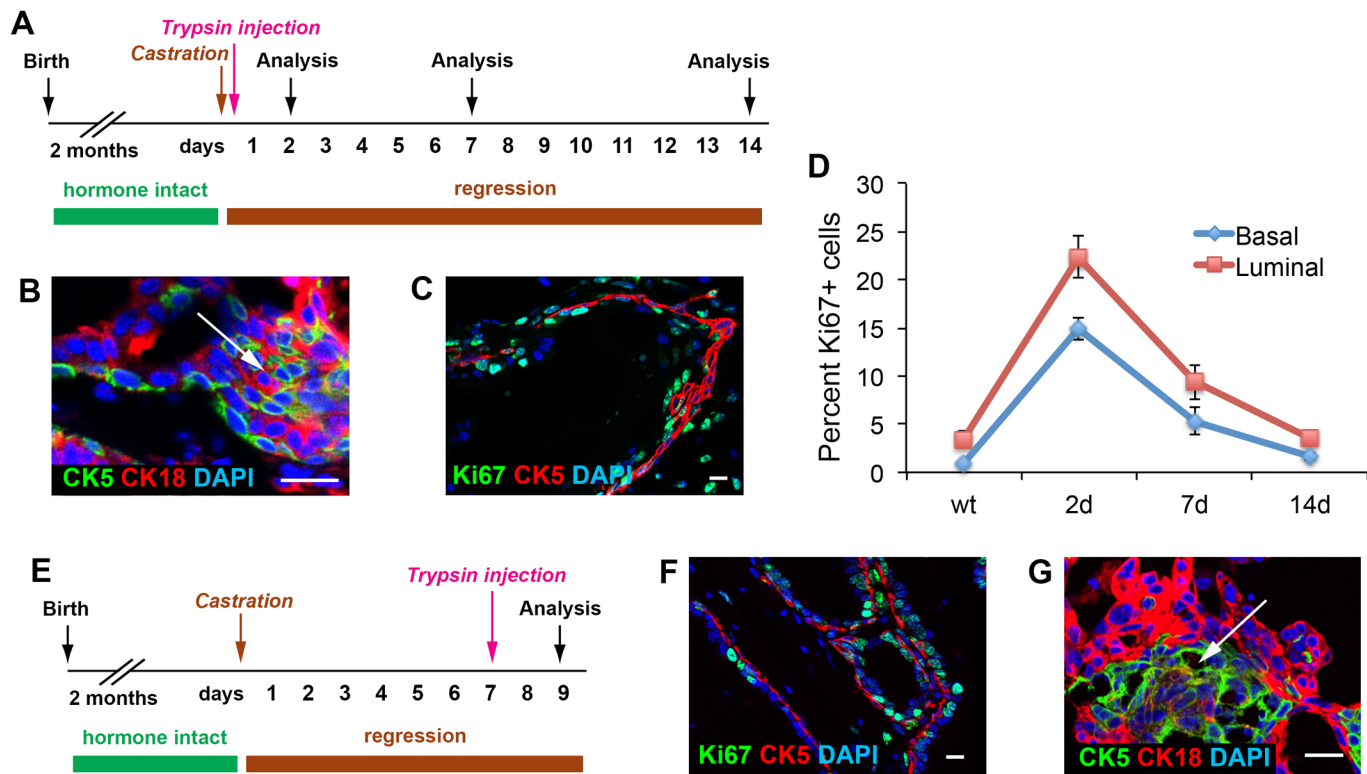 A
Trypsin injection
Castration
Birth
Analysis
Analysis
Analysis
2 months
days 1 2 3 4 5 6 7 8 9 10 11 12 13 14
hormone intact
regression
B
CK5 CK18 DAPI
C
Ki67 CK5 DAPI
D
Percent Ki67+ cells
30
25
20
15
10
5
0
Basal
Luminal
wt 2d 7d 14d
E
Trypsin injection
Castration
Birth
Analysis
2 months
days 1 2 3 4 5 6 7 8 9
hormone intact
regression
F
Ki67 CK5 DAPI
G
CK5 CK18 DAPI